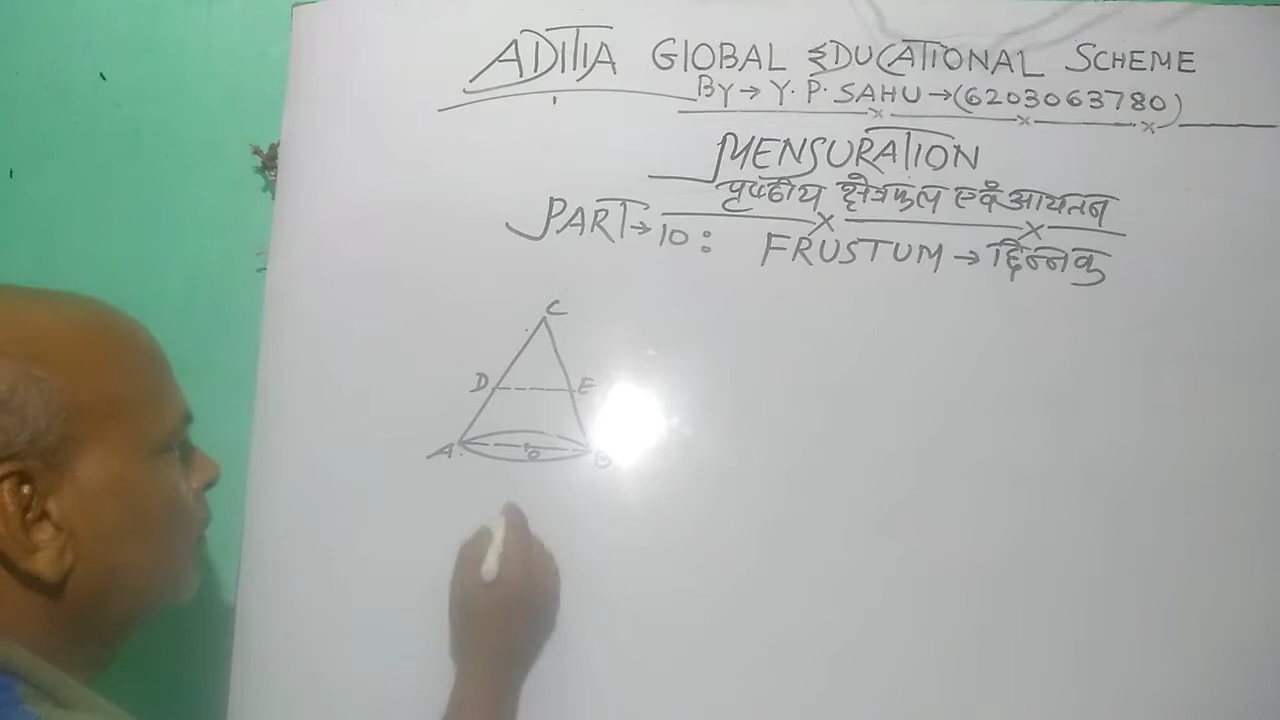 ADITIA GLOBAL EDUCATIONAL SCHEME
By → Y. P. SAHU → (6203063780)
MENSURATION
पृष्ठीय क्षेत्रफल एवं आयतन
PART → 10 :
FRUSTUM → छिन्नक
C
D E
A O B